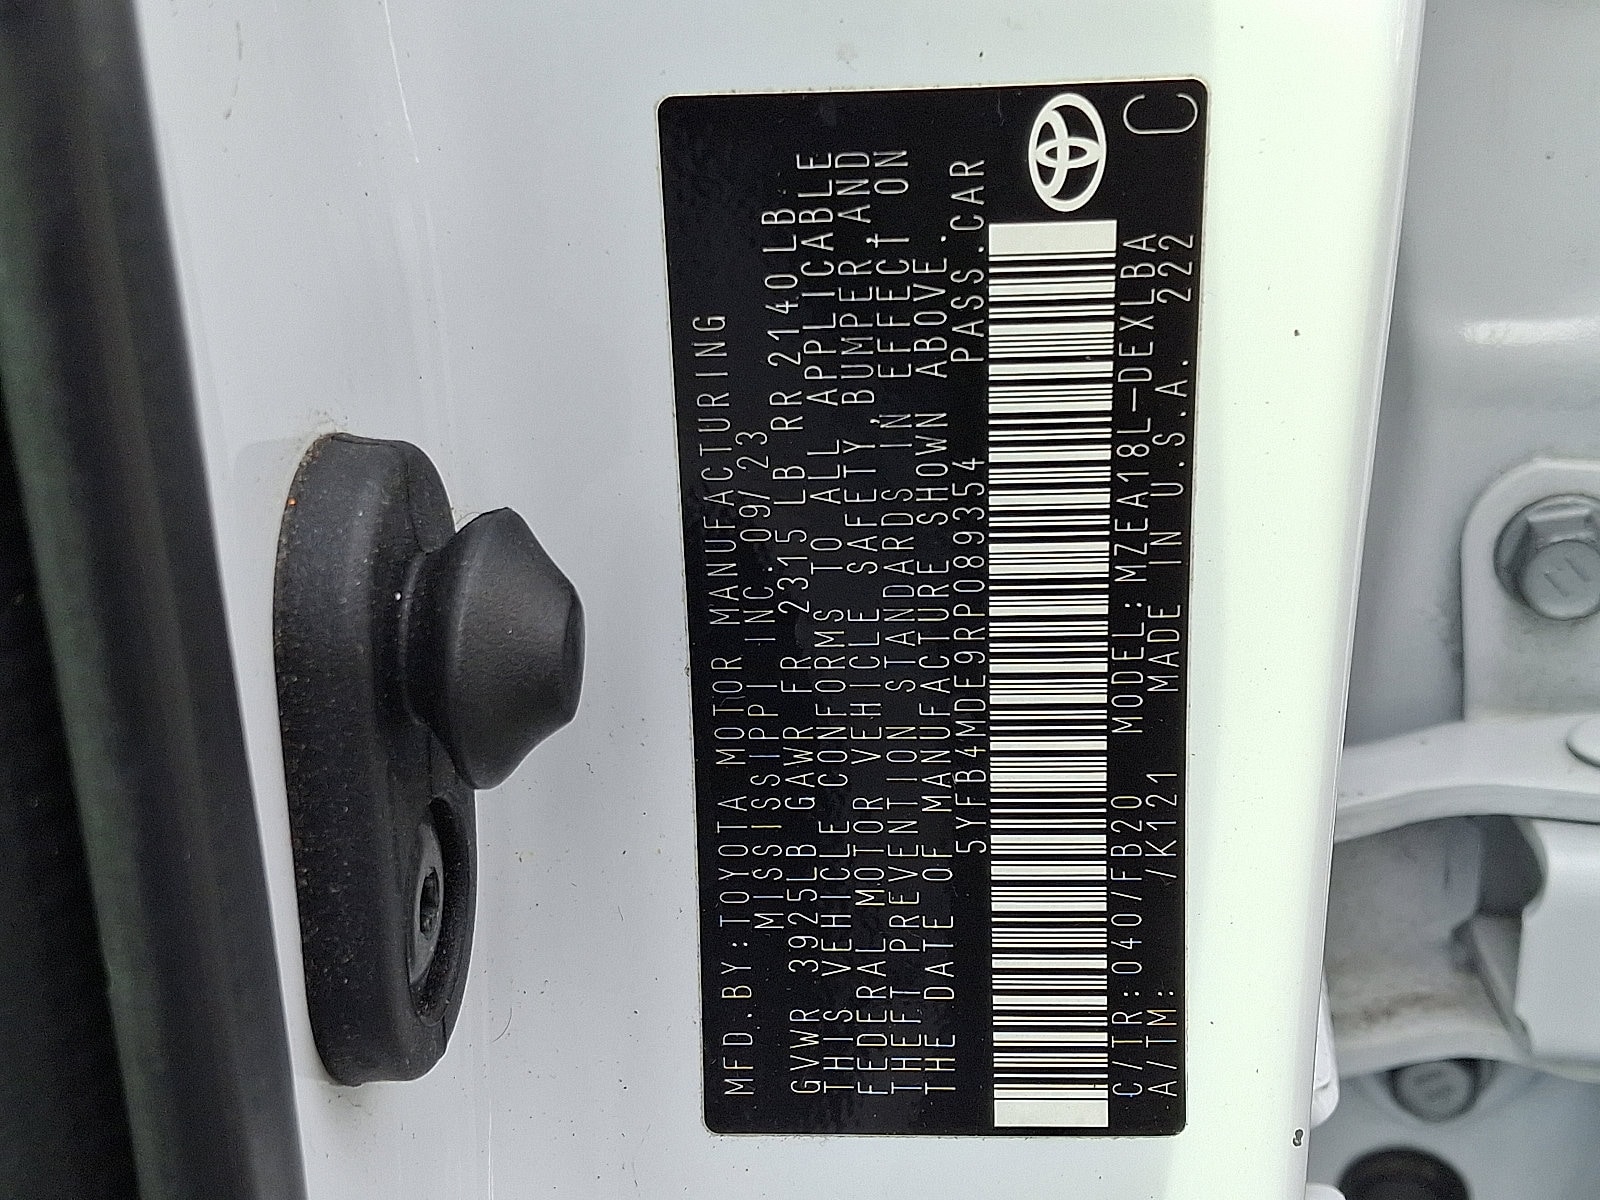 MFD.BY:TOYOTA MOTOR MANUFACTURING
MISSISSIPPI INC. 09/23
GVWR 3925LB GAWR FR 2315 LB RR 2140LB
THIS VEHICLE CONFORMS TO ALL APPLICABLE
FEDERAL MOTOR VEHICLE SAFETY, BUMPER, AND
THEFT PREVENTION STANDARDS IN EFFECT ON
THE DATE OF MANUFACTURE SHOWN ABOVE.
5YFB4MDE9RP089354 PASS.CAR
C/TR:040/FB20 MODEL:MZEA18L-DEXLBA
A/TM: /K121 MADE IN U.S.A. 222
C